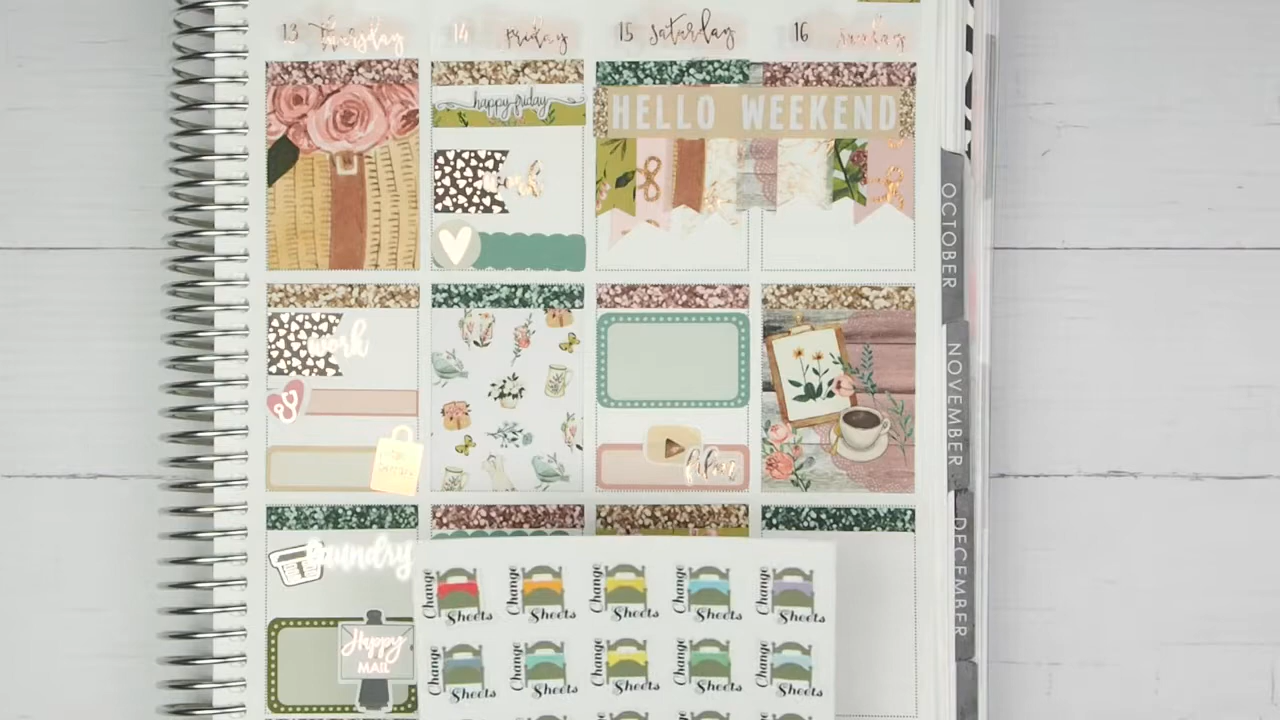 13 Thursday
14 Friday
15 Saturday
16 Sunday
happy friday
HELLO WEEKEND
work
work
film
laundry
Happy
MAIL
Change Sheets
Change Sheets
Change Sheets
Change Sheets
Change Sheets
Change Sheets
Change Sheets
Change Sheets
Change Sheets
Change Sheets
OCTOBER
NOVEMBER
DECEMBER